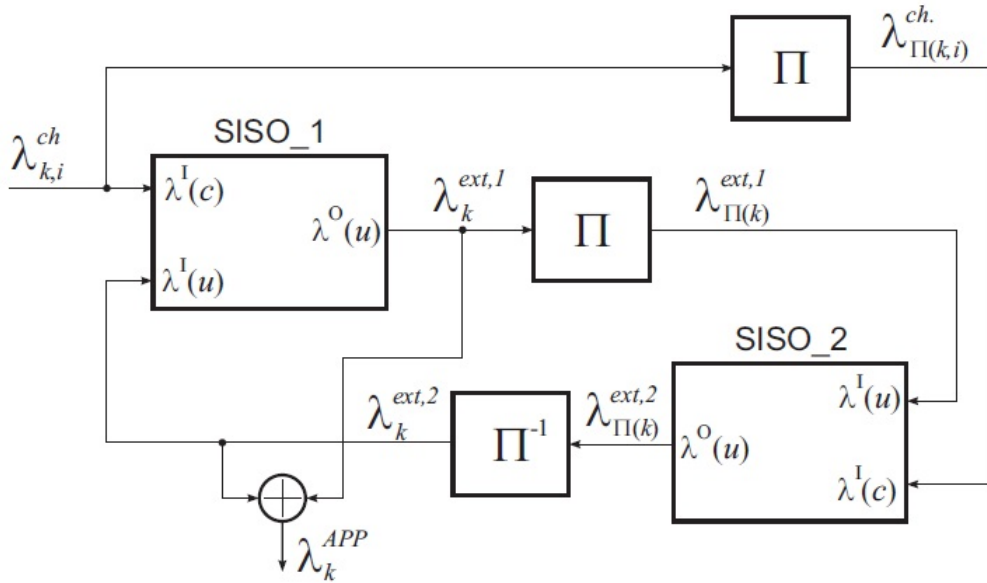 λ^{ch.}_{Π(k,i)}
Π
SISO_1
λ^{ch}_{k,i}
λ^I(c)
λ^O(u)
λ^I(u)
λ^{ext,1}_k
Π
λ^{ext,1}_{Π(k)}
SISO_2
λ^I(u)
λ^O(u)
λ^I(c)
λ^{ext,2}_{Π(k)}
Π^{-1}
λ^{ext,2}_k
λ^{APP}_k